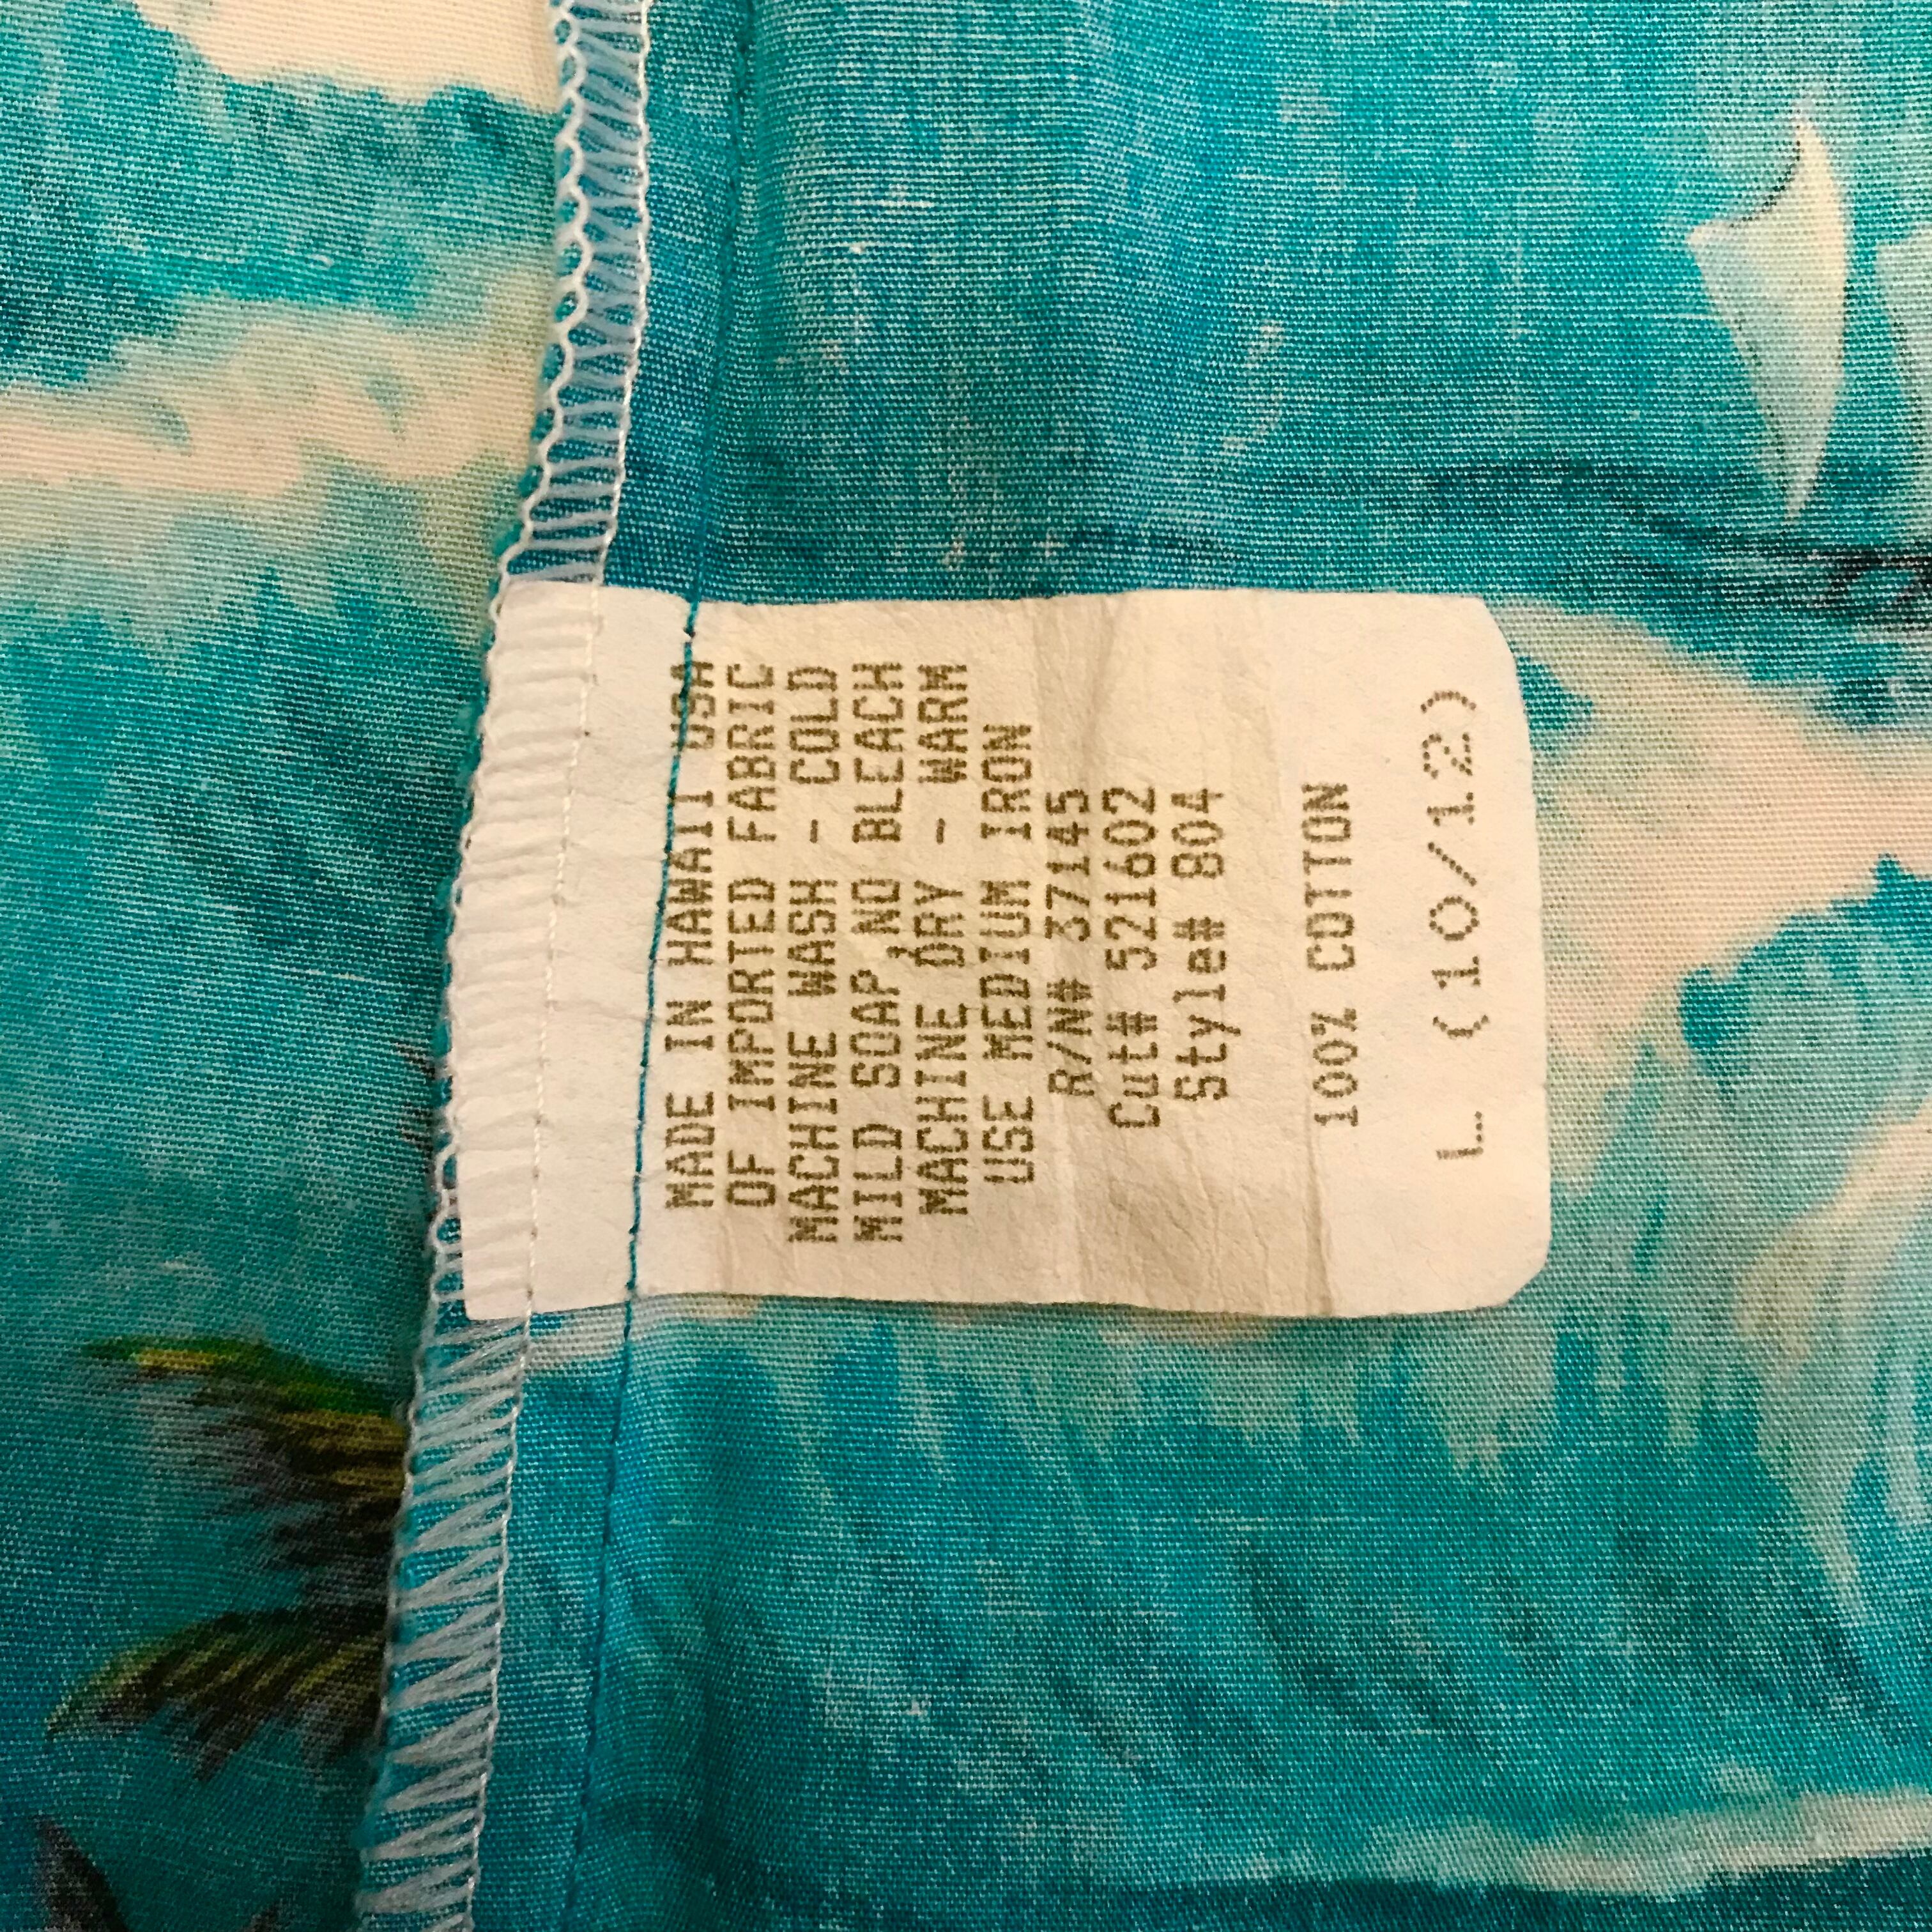 MADE IN HAWAII USA
OF IMPORTED FABRIC
MACHINE WASH - COLD
MILD SOAP,NO BLEACH
MACHINE DRY - WARM
USE MEDIUM IRON
R/N# 37145
Cut# 521602
Style# 804
100% COTTON
L (10/12)